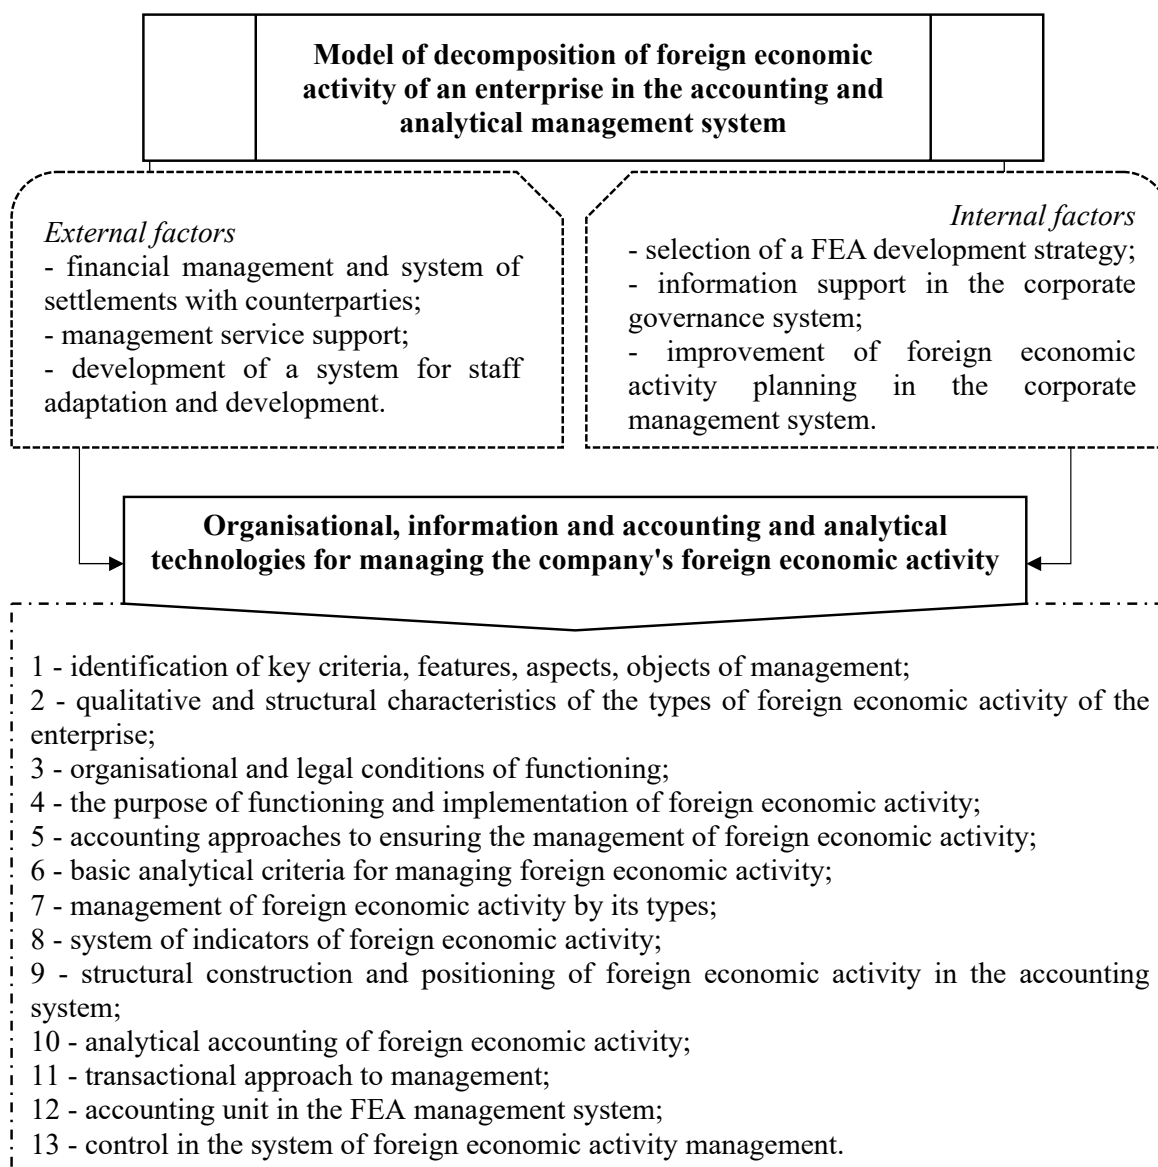 Model of decomposition of foreign economic
activity of an enterprise in the accounting and
analytical management system
External factors
- financial management and system of
settlements with counterparties;
- management service support;
- development of a system for staff
adaptation and development.
Internal factors
- selection of a FEA development strategy;
- information support in the corporate
governance system;
- improvement of foreign economic
activity planning in the corporate
management system.
Organisational, information and accounting and analytical
technologies for managing the company's foreign economic activity
1 - identification of key criteria, features, aspects, objects of management;
2 - qualitative and structural characteristics of the types of foreign economic activity of the
enterprise;
3 - organisational and legal conditions of functioning;
4 - the purpose of functioning and implementation of foreign economic activity;
5 - accounting approaches to ensuring the management of foreign economic activity;
6 - basic analytical criteria for managing foreign economic activity;
7 - management of foreign economic activity by its types;
8 - system of indicators of foreign economic activity;
9 - structural construction and positioning of foreign economic activity in the accounting
system;
10 - analytical accounting of foreign economic activity;
11 - transactional approach to management;
12 - accounting unit in the FEA management system;
13 - control in the system of foreign economic activity management.